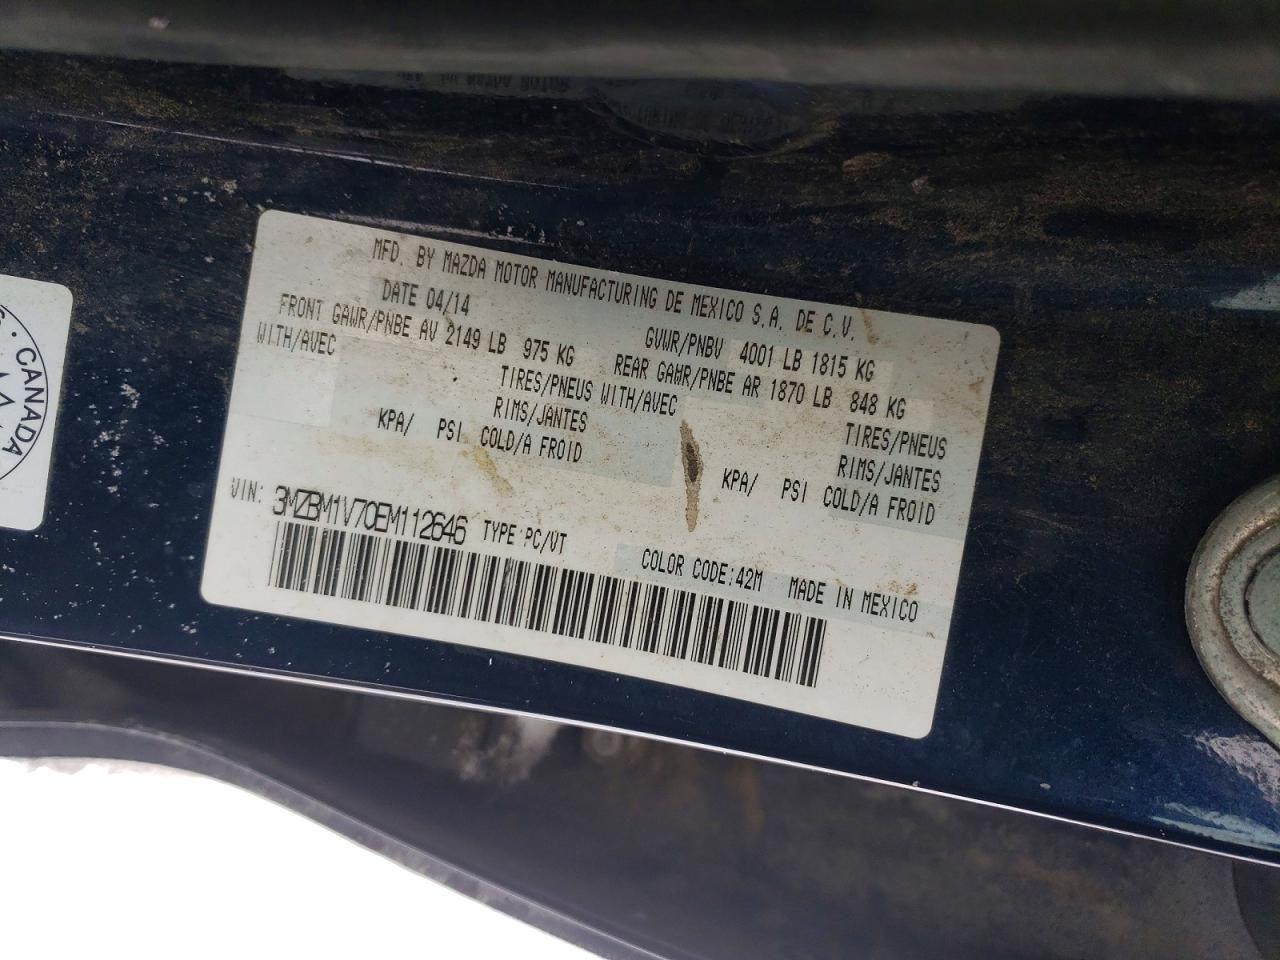 MFD. BY MAZDA MOTOR MANUFACTURING DE MEXICO S.A. DE C.V.
DATE 04/14 GVWR/PNBV 4001 LB 1815 KG
FRONT GAWR/PNBE AV 2149 LB 975 KG REAR GAWR/PNBE AR 1870 LB 848 KG
WITH/AVEC TIRES/PNEUS WITH/AVEC TIRES/PNEUS
RIMS/JANTES RIMS/JANTES
KPA/ PSI COLD/A FROID KPA/ PSI COLD/A FROID
VIN: 3MZBM1V70EM112646 TYPE:PC/VT COLOR CODE:42M MADE IN MEXICO
CANADA